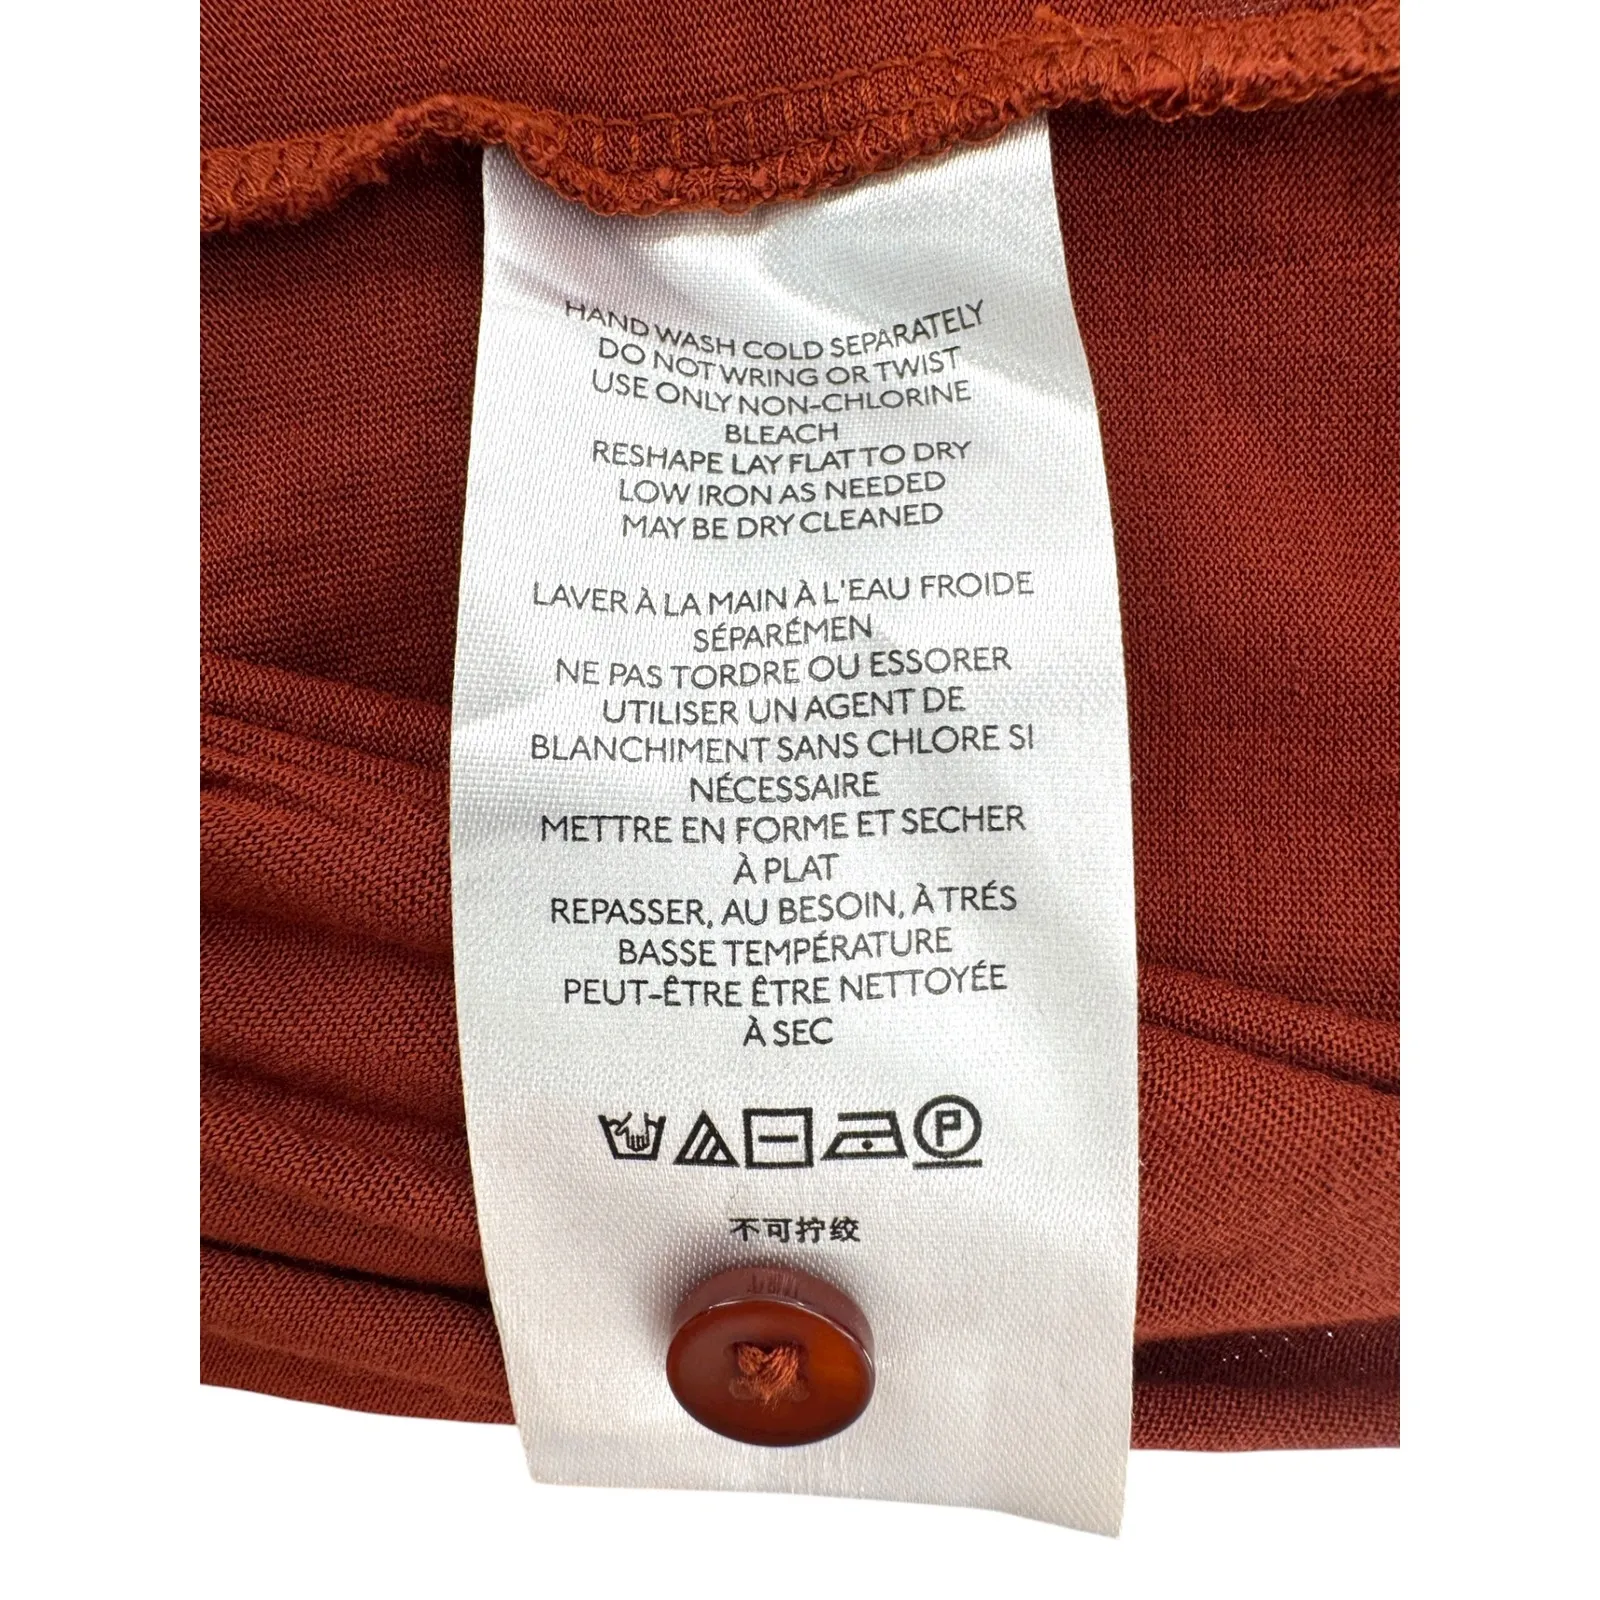 HAND WASH COLD SEPARATELY
DO NOT WRING OR TWIST
USE ONLY NON-CHLORINE
BLEACH
RESHAPE LAY FLAT TO DRY
LOW IRON AS NEEDED
MAY BE DRY CLEANED
LAVER À LA MAIN À L'EAU FROIDE
SÉPARÉMEN
NE PAS TORDRE OU ESSORER
UTILISER UN AGENT DE
BLANCHIMENT SANS CHLORE SI
NÉCESSAIRE
METTRE EN FORME ET SECHER
À PLAT
REPASSER, AU BESOIN, À TRÉS
BASSE TEMPÉRATURE
PEUT-ÊTRE ÊTRE NETTOYÉE
À SEC
P
不可拧绞